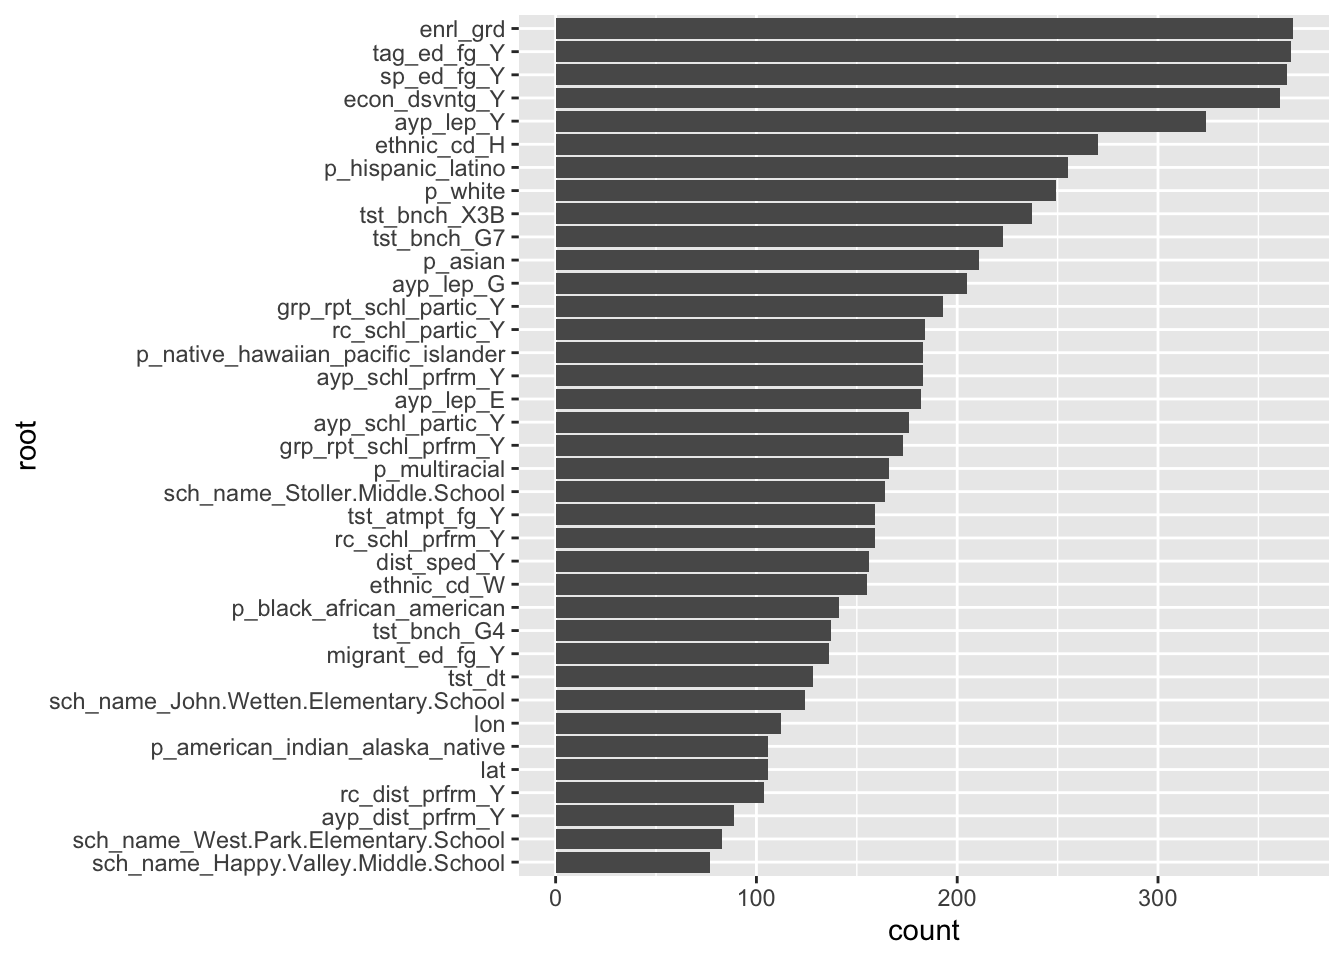 enrl_grd
tag_ed_fg_Y
sp_ed_fg_Y
econ_dsvntg_Y
ayp_lep_Y
ethnic_cd_H
p_hispanic_latino
p_white
tst_bnch_X3B
tst_bnch_G7
p_asian
ayp_lep_G
grp_rpt_schl_partic_Y
rc_schl_partic_Y
p_native_hawaiian_pacific_islander
ayp_schl_prfrm_Y
ayp_lep_E
ayp_schl_partic_Y
grp_rpt_schl_prfrm_Y
p_multiracial
sch_name_Stoller.Middle.School
tst_atmpt_fg_Y
rc_schl_prfrm_Y
dist_sped_Y
ethnic_cd_W
p_black_african_american
tst_bnch_G4
migrant_ed_fg_Y
tst_dt
sch_name_John.Wetten.Elementary.School
lon
p_american_indian_alaska_native
lat
rc_dist_prfrm_Y
ayp_dist_prfrm_Y
sch_name_West.Park.Elementary.School
sch_name_Happy.Valley.Middle.School
root
0 100 200 300
count